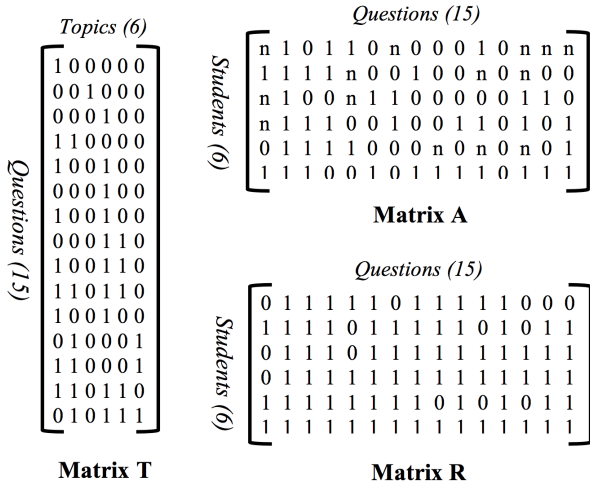 Topics (6)
Questions (15)
1 0 0 0 0 0
0 0 1 0 0 0
0 0 0 1 0 0
1 1 0 0 0 0
1 0 0 1 0 0
0 0 0 1 0 0
1 0 0 1 0 0
0 0 0 1 1 0
1 0 0 1 1 0
1 1 0 1 1 0
1 0 0 1 0 0
0 1 0 0 0 1
1 1 0 0 0 1
1 1 0 1 1 0
0 1 0 1 1 1
Matrix T
Questions (15)
Students (6)
n 1 0 1 1 0 n 0 0 0 1 0 n n n
1 1 1 1 n 0 0 1 0 0 n 0 n 0 0
n 1 0 0 n 1 1 0 0 0 0 0 1 1 0
n 1 1 1 0 0 1 0 0 1 1 0 1 0 1
0 1 1 1 1 0 0 0 n 0 n 0 n 0 1
1 1 1 0 0 1 0 1 1 1 1 0 1 1 1
Matrix A
Questions (15)
Students (6)
0 1 1 1 1 1 0 1 1 1 1 1 0 0 0
1 1 1 1 0 1 1 1 1 1 0 1 0 1 1
0 1 1 1 0 1 1 1 1 1 1 1 1 1 1
0 1 1 1 1 1 1 1 1 1 1 1 1 1 1
1 1 1 1 1 1 1 1 0 1 0 1 0 1 1
1 1 1 1 1 1 1 1 1 1 1 1 1 1 1
Matrix R